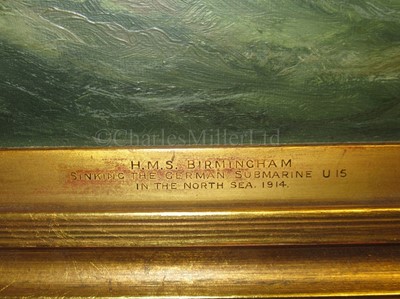 ©CharlesMillerLtd
H.M.S. BIRMINGHAM
SINKING THE GERMAN SUBMARINE U 15
IN THE NORTH SEA. 1914.